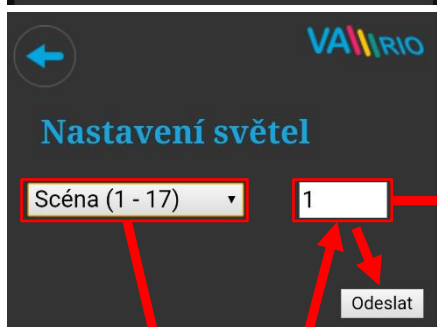 VARIO
Nastavení světel
Scéna (1 - 17) 1
Odeslat